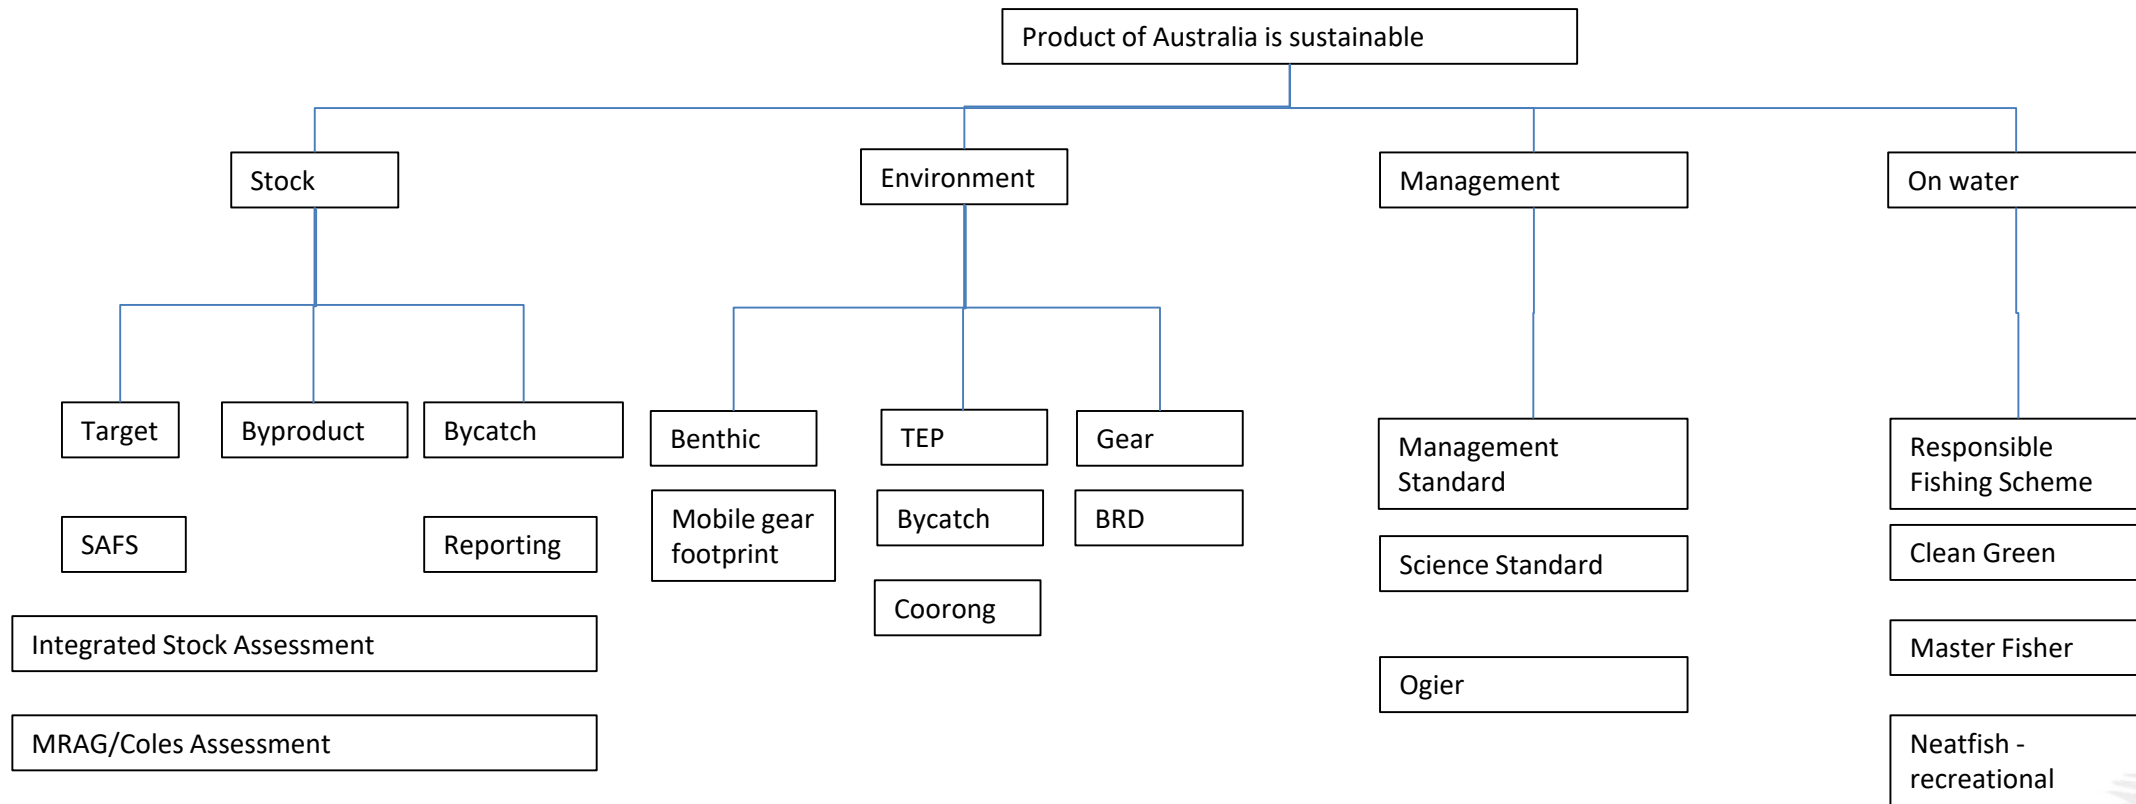 Product of Australia is sustainable
Stock
Environment
Management
On water
Target
Byproduct
Bycatch
Benthic
TEP
Gear
Management
Standard
Responsible
Fishing Scheme
SAFS
Reporting
Mobile gear
footprint
Bycatch
BRD
Science Standard
Clean Green
Coorong
Integrated Stock Assessment
Ogier
Master Fisher
MRAG/Coles Assessment
Neatfish -
recreational